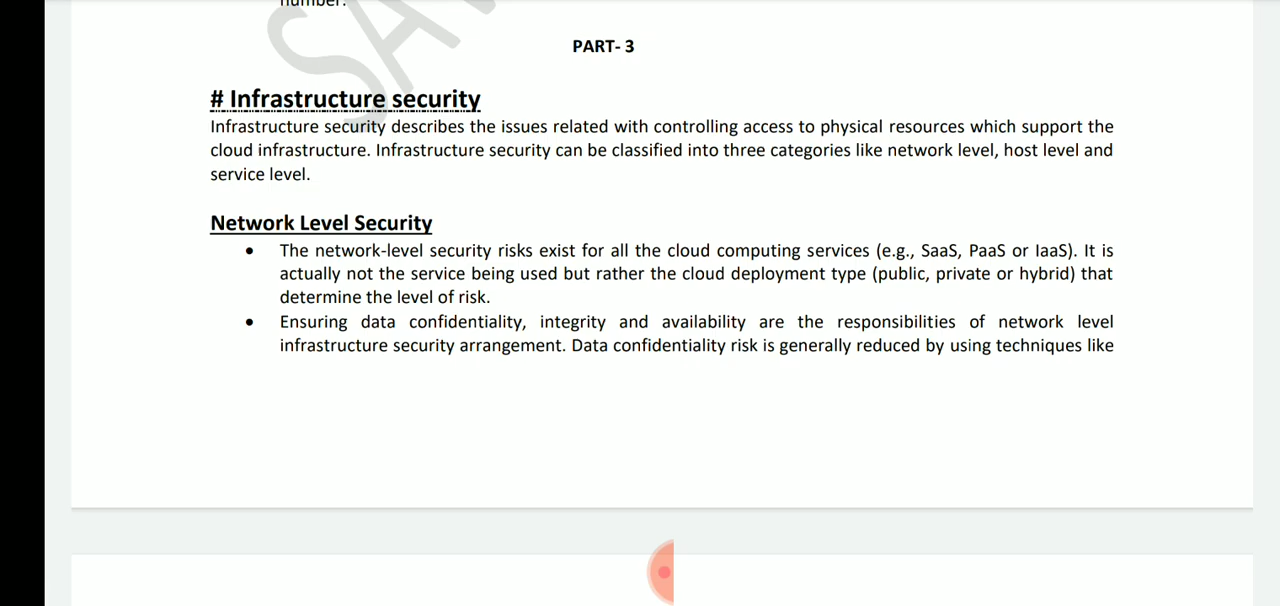 number.
PART- 3
# Infrastructure security
Infrastructure security describes the issues related with controlling access to physical resources which support the
cloud infrastructure. Infrastructure security can be classified into three categories like network level, host level and
service level.
Network Level Security
• The network-level security risks exist for all the cloud computing services (e.g., SaaS, PaaS or IaaS). It is
actually not the service being used but rather the cloud deployment type (public, private or hybrid) that
determine the level of risk.
• Ensuring data confidentiality, integrity and availability are the responsibilities of network level
infrastructure security arrangement. Data confidentiality risk is generally reduced by using techniques like